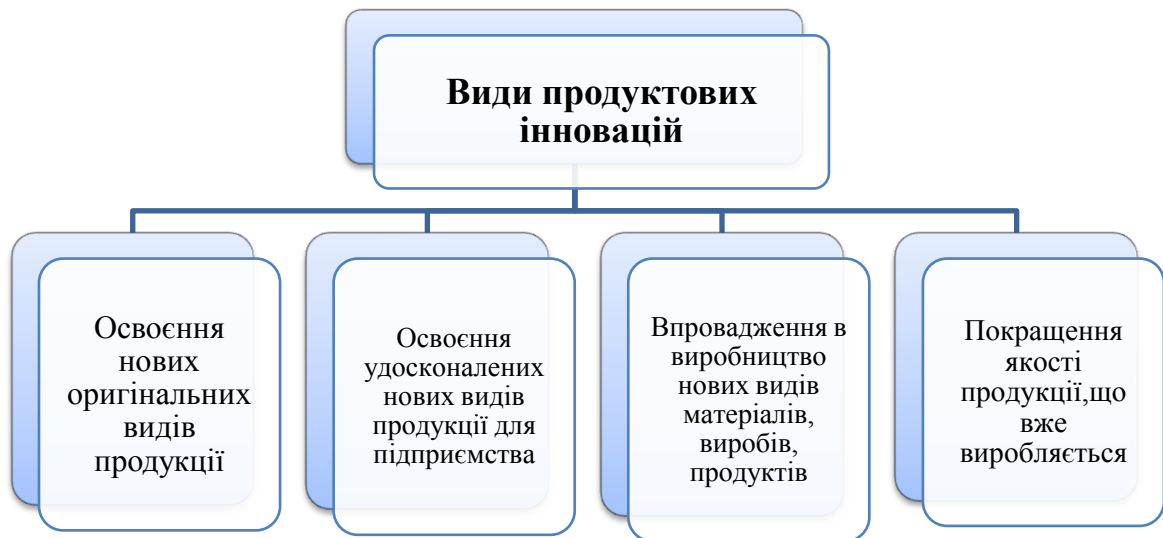 Види продуктових
інновацій
Освоєння
нових
оригінальних
видів
продукції
Освоєння
удосконалених
нових видів
продукції для
підприємства
Впровадження в
виробництво
нових видів
матеріалів,
виробів,
продуктів
Покращення
якості
продукції,що
вже
виробляється